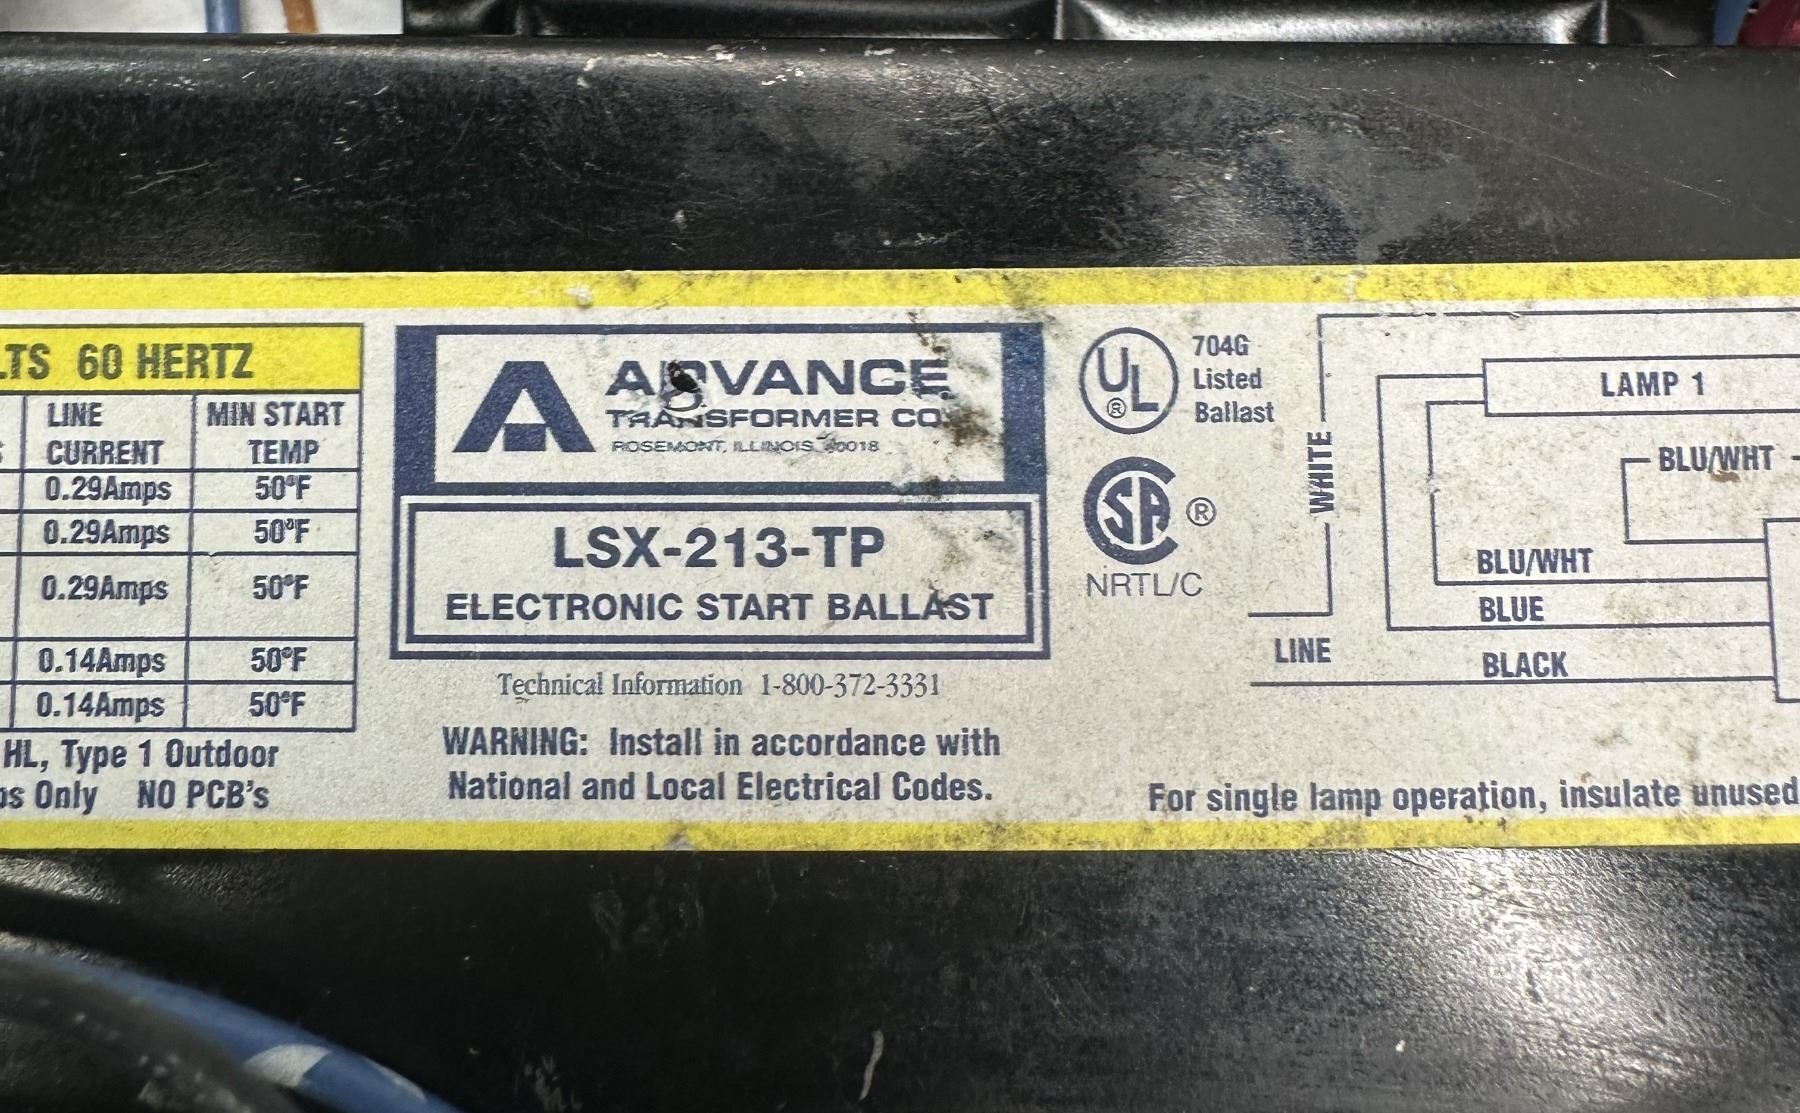 LTS 60 HERTZ
LINE CURRENT MIN START TEMP
0.29Amps 50°F
0.29Amps 50°F
0.29Amps 50°F
0.14Amps 50°F
0.14Amps 50°F
HL, Type 1 Outdoor
Only NO PCB's
A ADVANCE
TRANSFORMER CO.
ROSEMONT, ILLINOIS
LSX-213-TP
ELECTRONIC START BALLAST
Technical Information 1-800-372-3331
WARNING: Install in accordance with
National and Local Electrical Codes.
UL ®
704G
Listed
Ballast
SA ®
NRTL/C
WHITE
LAMP 1
BLU/WHT
BLU/WHT
BLUE
LINE
BLACK
For single lamp operation, insulate unused